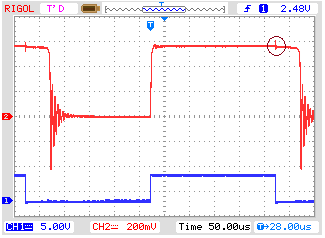 RIGOL T'D T f 1 2.48V
T
2
1
CH1 5.00V CH2 200mV Time 50.00us T→-28.00us